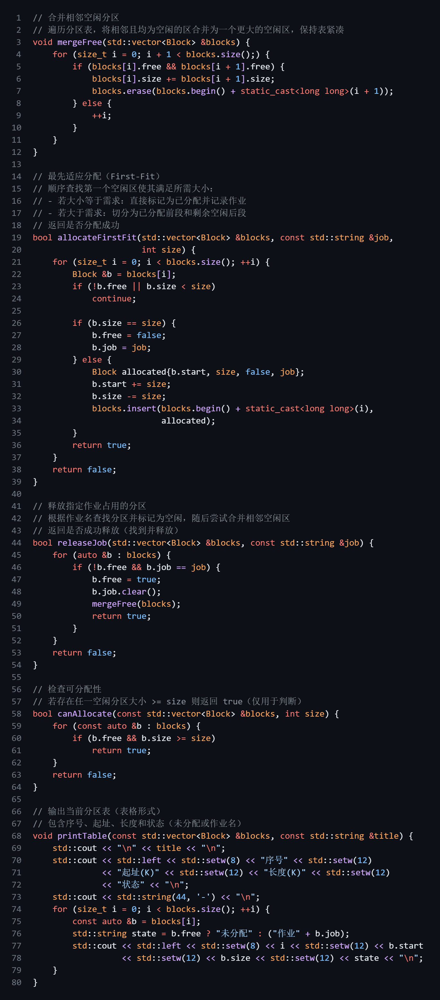 1 // 合并相邻空闲分区
2 // 遍历分区表，将相邻且均为空闲的区合并为一个更大的空闲区，保持表紧凑
3 void mergeFree(std::vector<Block> &blocks) {
4     for (size_t i = 0; i + 1 < blocks.size();) {
5         if (blocks[i].free && blocks[i + 1].free) {
6             blocks[i].size += blocks[i + 1].size;
7             blocks.erase(blocks.begin() + static_cast<long long>(i + 1));
8         } else {
9             ++i;
10         }
11     }
12 }
13
14 // 最先适应分配（First-Fit）
15 // 顺序查找第一个空闲区使其满足所需大小：
16 // - 若大小等于需求：直接标记为已分配并记录作业
17 // - 若大于需求：切分为已分配前段和剩余空闲后段
18 // 返回是否分配成功
19 bool allocateFirstFit(std::vector<Block> &blocks, const std::string &job,
20                       int size) {
21     for (size_t i = 0; i < blocks.size(); ++i) {
22         Block &b = blocks[i];
23         if (!b.free || b.size < size)
24             continue;
25
26         if (b.size == size) {
27             b.free = false;
28             b.job = job;
29         } else {
30             Block allocated{b.start, size, false, job};
31             b.start += size;
32             b.size -= size;
33             blocks.insert(blocks.begin() + static_cast<long long>(i),
34                           allocated);
35         }
36         return true;
37     }
38     return false;
39 }
40
41 // 释放指定作业占用的分区
42 // 根据作业名查找分区并标记为空闲，随后尝试合并相邻空闲区
43 // 返回是否成功释放（找到并释放）
44 bool releaseJob(std::vector<Block> &blocks, const std::string &job) {
45     for (auto &b : blocks) {
46         if (!b.free && b.job == job) {
47             b.free = true;
48             b.job.clear();
49             mergeFree(blocks);
50             return true;
51         }
52     }
53     return false;
54 }
55
56 // 检查可分配性
57 // 若存在任一空闲分区大小 >= size 则返回 true（仅用于判断）
58 bool canAllocate(const std::vector<Block> &blocks, int size) {
59     for (const auto &b : blocks) {
60         if (b.free && b.size >= size)
61             return true;
62     }
63     return false;
64 }
65
66 // 输出当前分区表（表格形式）
67 // 包含序号、起址、长度和状态（未分配或作业名）
68 void printTable(const std::vector<Block> &blocks, const std::string &title) {
69     std::cout << "\n" << title << "\n";
70     std::cout << std::left << std::setw(8) << "序号" << std::setw(12)
71               << "起址(K)" << std::setw(12) << "长度(K)" << std::setw(12)
72               << "状态" << "\n";
73     std::cout << std::string(44, '-') << "\n";
74     for (size_t i = 0; i < blocks.size(); ++i) {
75         const auto &b = blocks[i];
76         std::string state = b.free ? "未分配" : ("作业" + b.job);
77         std::cout << std::left << std::setw(8) << i << std::setw(12) << b.start
78                   << std::setw(12) << b.size << std::setw(12) << state << "\n";
79     }
80 }